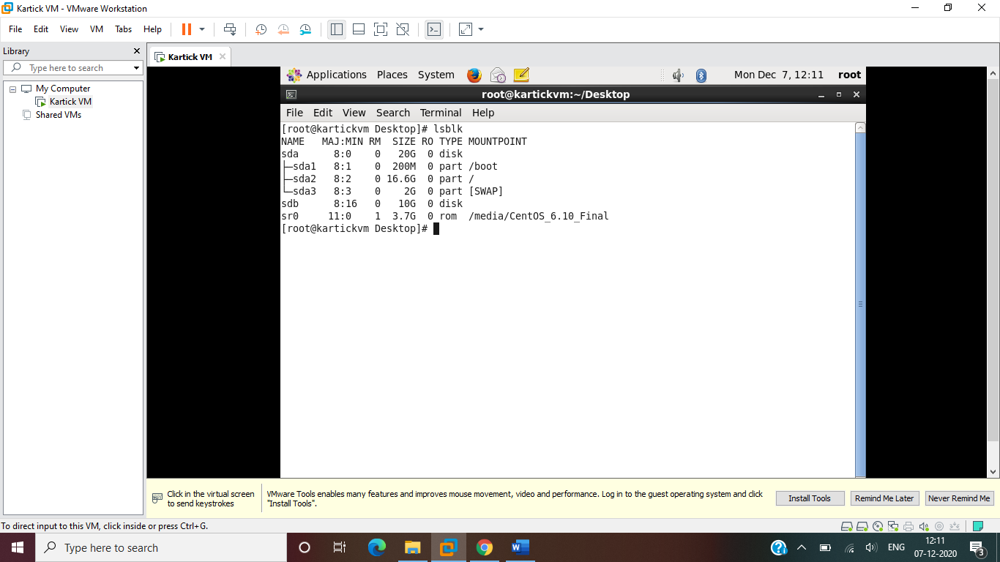 Kartick VM - VMware Workstation
File Edit View VM Tabs Help
Library
Type here to search
My Computer
Kartick VM
Shared VMs
Kartick VM
Applications Places System Mon Dec 7, 12:11 root
root@kartickvm:~/Desktop
File Edit View Search Terminal Help
[root@kartickvm Desktop]# lsblk
NAME   MAJ:MIN RM  SIZE RO TYPE MOUNTPOINT
sda      8:0    0   20G  0 disk
├─sda1   8:1    0  200M  0 part /boot
├─sda2   8:2    0 16.6G  0 part /
└─sda3   8:3    0    2G  0 part [SWAP]
sdb      8:16   0   10G  0 disk
sr0     11:0    1  3.7G  0 rom  /media/CentOS_6.10_Final
[root@kartickvm Desktop]#
Click in the virtual screen
to send keystrokes
VMware Tools enables many features and improves mouse movement, video and performance. Log in to the guest operating system and click
"Install Tools".
Install Tools Remind Me Later Never Remind Me
To direct input to this VM, click inside or press Ctrl+G.
Type here to search
ENG
12:11
07-12-2020
3